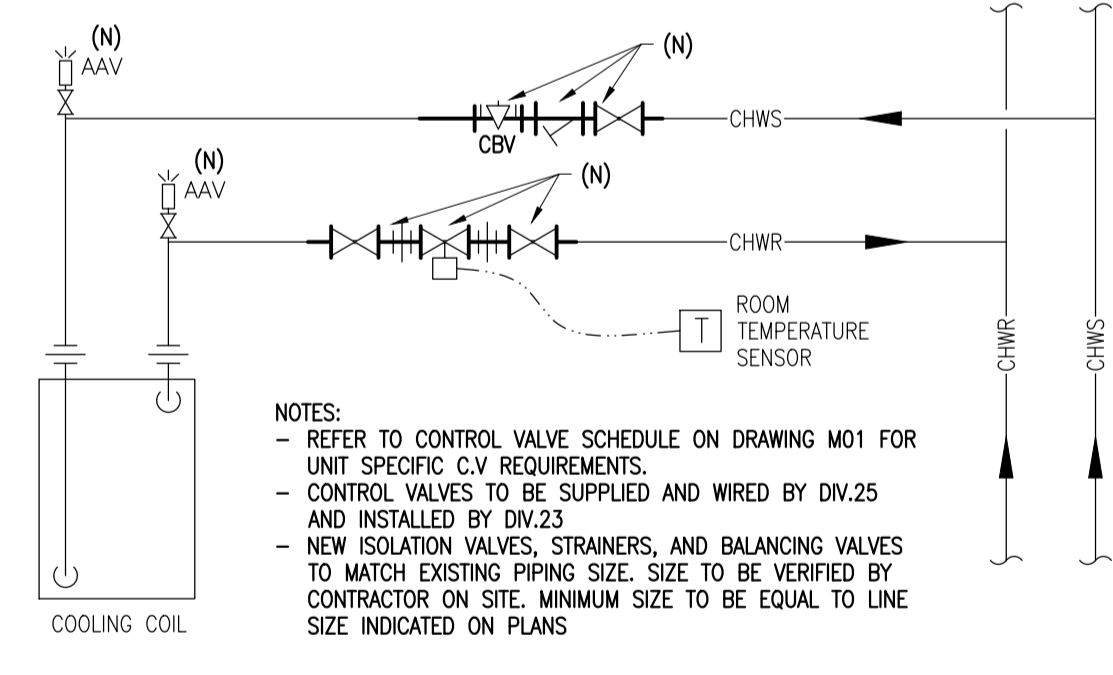 (N)
AAV
(N)
CBV
CHWS
(N)
AAV
(N)
CHWR
T
ROOM
TEMPERATURE
SENSOR
CHWR
CHWS
NOTES:
– REFER TO CONTROL VALVE SCHEDULE ON DRAWING M01 FOR
UNIT SPECIFIC C.V REQUIREMENTS.
– CONTROL VALVES TO BE SUPPLIED AND WIRED BY DIV.25
AND INSTALLED BY DIV.23
– NEW ISOLATION VALVES, STRAINERS, AND BALANCING VALVES
TO MATCH EXISTING PIPING SIZE. SIZE TO BE VERIFIED BY
CONTRACTOR ON SITE. MINIMUM SIZE TO BE EQUAL TO LINE
SIZE INDICATED ON PLANS
COOLING COIL